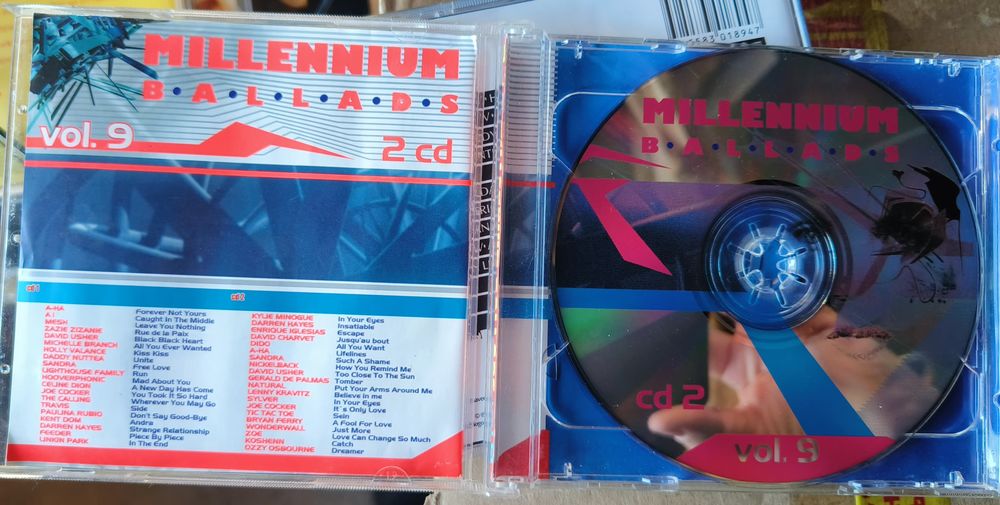 MILLENNIUM
B•A•L•L•A•D•S
vol. 9
2 cd
cd1
A-HA Forever Not Yours
A1 Caught In The Middle
MESH Leave You Nothing
ZAZIE ZIZANIE Rue de la Paix
DAVID USHER Black Black Heart
MICHELLE BRANCH All You Ever Wanted
HOLLY VALANCE Kiss Kiss
DADDY NUTTEA Unite
SANDRA Free Love
LIGHTHOUSE FAMILY Run
HOOVERPHONIC Mad About You
CELINE DION A New Day Has Come
JOE COCKER You Took It So Hard
THE CALLING Wherever You May Go
TRAVIS Side
PAULINA RUBIO Don't Say Good-Bye
KENT DOM Andra
DARREN HAYES Strange Relationship
FEEDER Piece By Piece
LINKIN PARK In The End
cd2
KYLIE MINOGUE In Your Eyes
DARREN HAYES Insatiable
ENRIQUE IGLESIAS Escape
DAVID CHARVET Jusqu'au bout
DIDO All You Want
A-HA Lifelines
SANDRA Such A Shame
NICKELBACK How You Remind Me
DAVID USHER Too Close To The Sun
GERALD DE PALMAS Tomber
NATURAL Put Your Arms Around Me
LENNY KRAVITZ Believe in me
SYLVER In Your Eyes
JOE COCKER It`s Only Love
TIC TAC TOE Sein
BRYAN FERRY A Fool For Love
WONDERWALL Just More
ZOE Love Can Change So Much
KOSHENN Catch
OZZY OSBOURNE Dreamer
MILLENNIUM
B•A•L•L•A•D•S
cd 2
vol. 9
018947